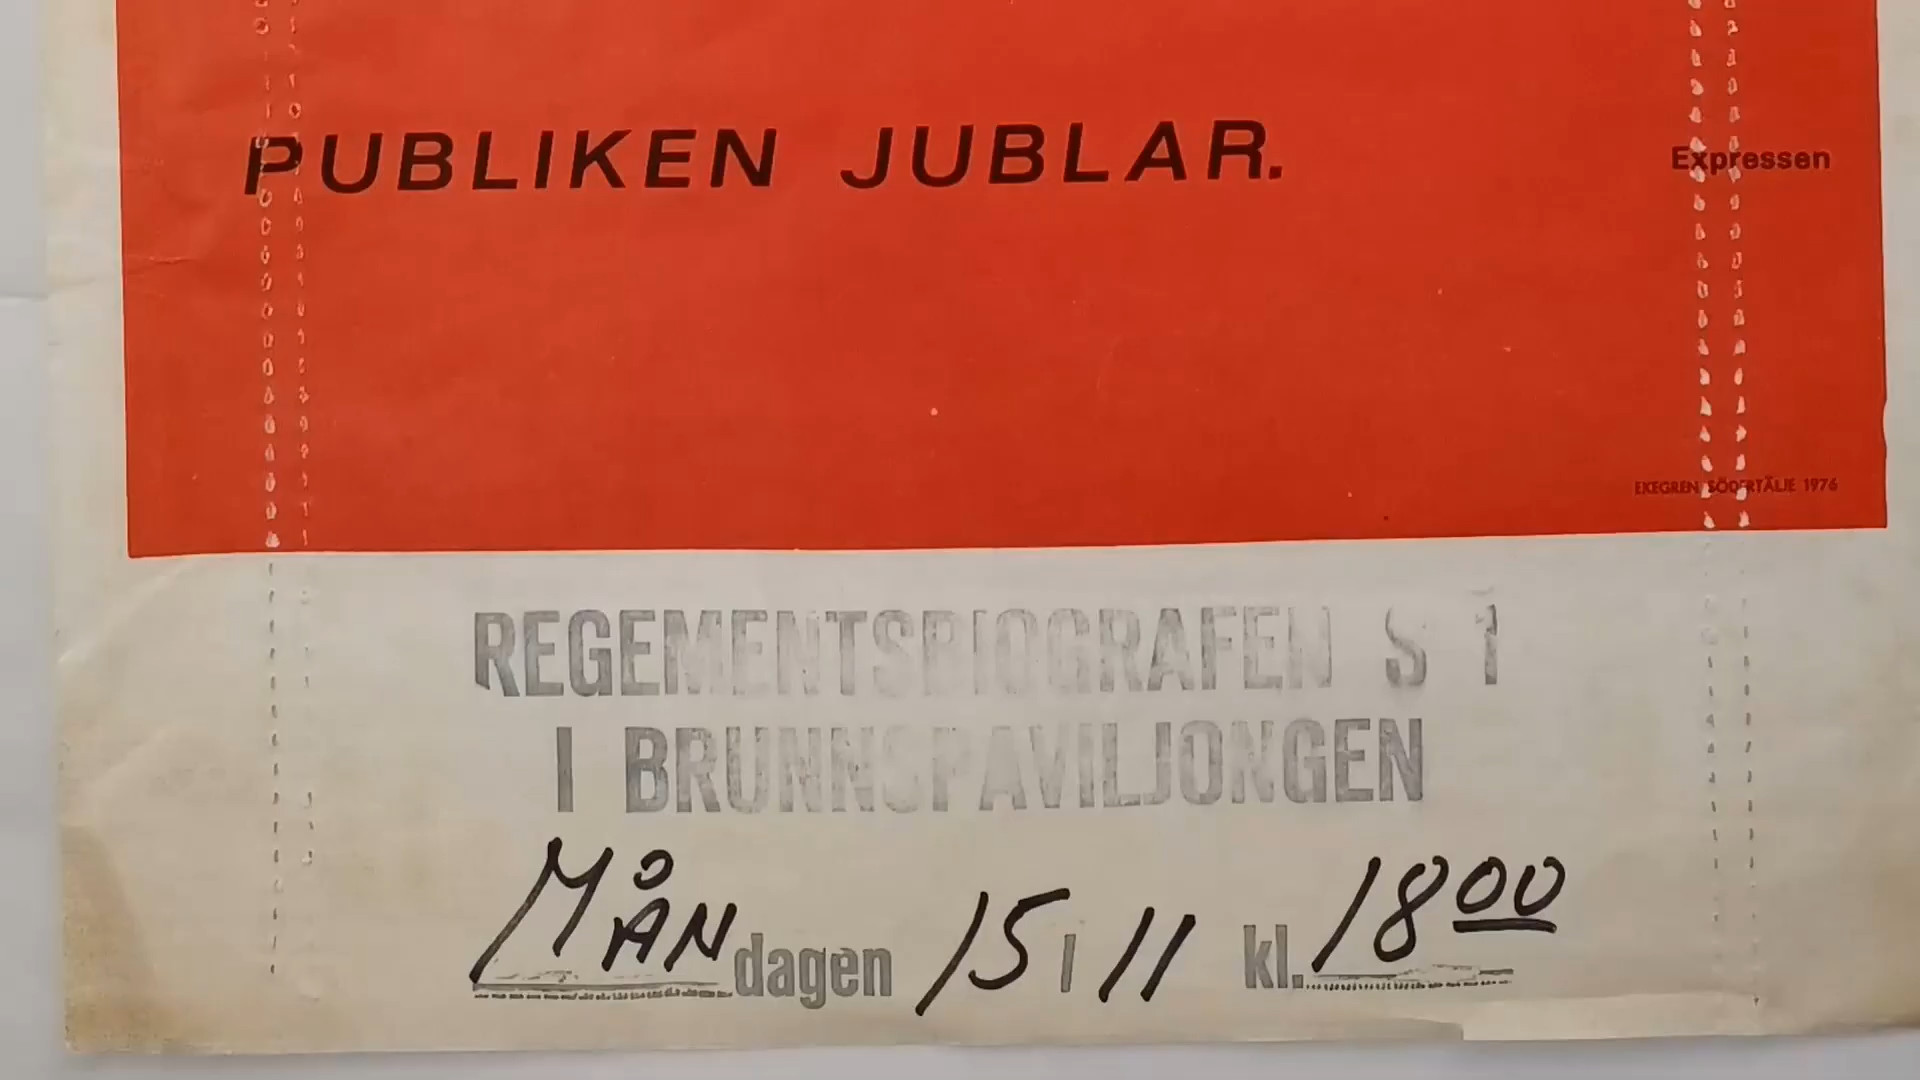 PUBLIKEN JUBLAR.
Expressen
EKEGREN SÖDERTÄLJE 1976
REGEMENTSBIOGRAFEN S 1
I BRUNNSPAVILJONGEN
MÅNdagen 15/11 kl. 1800